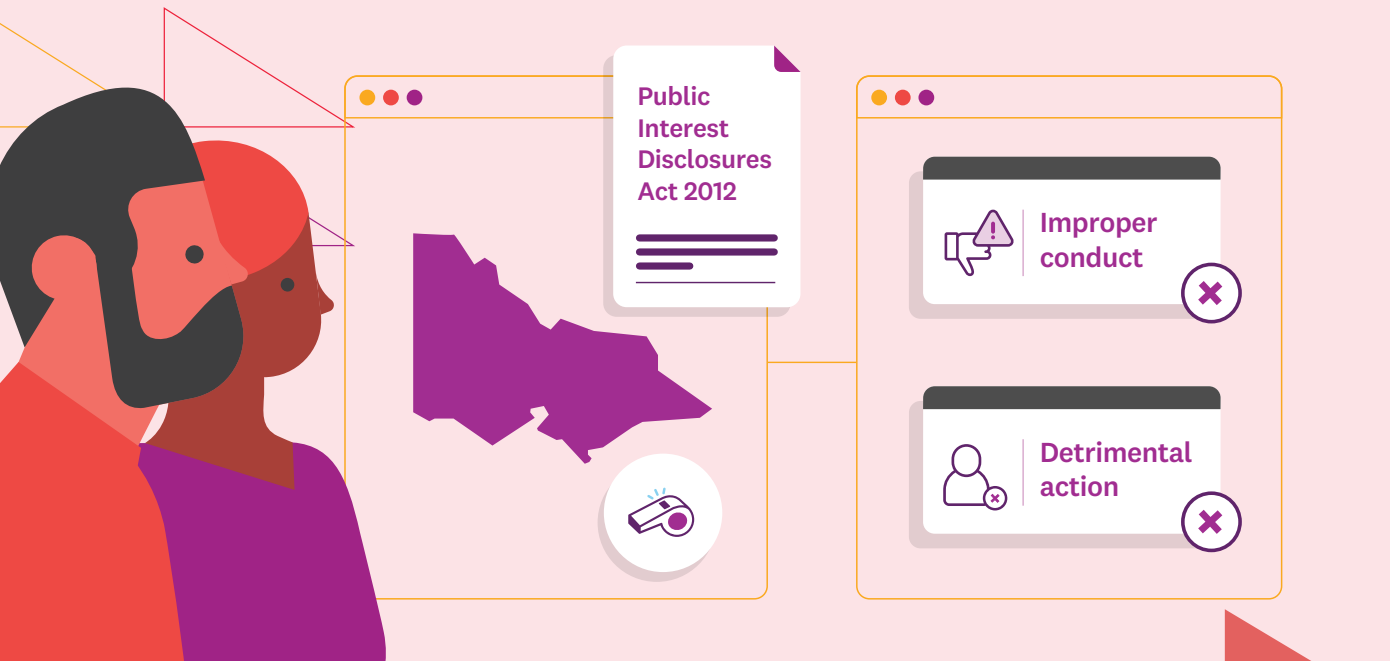 Public
Interest
Disclosures
Act 2012
Improper
conduct
Detrimental
action